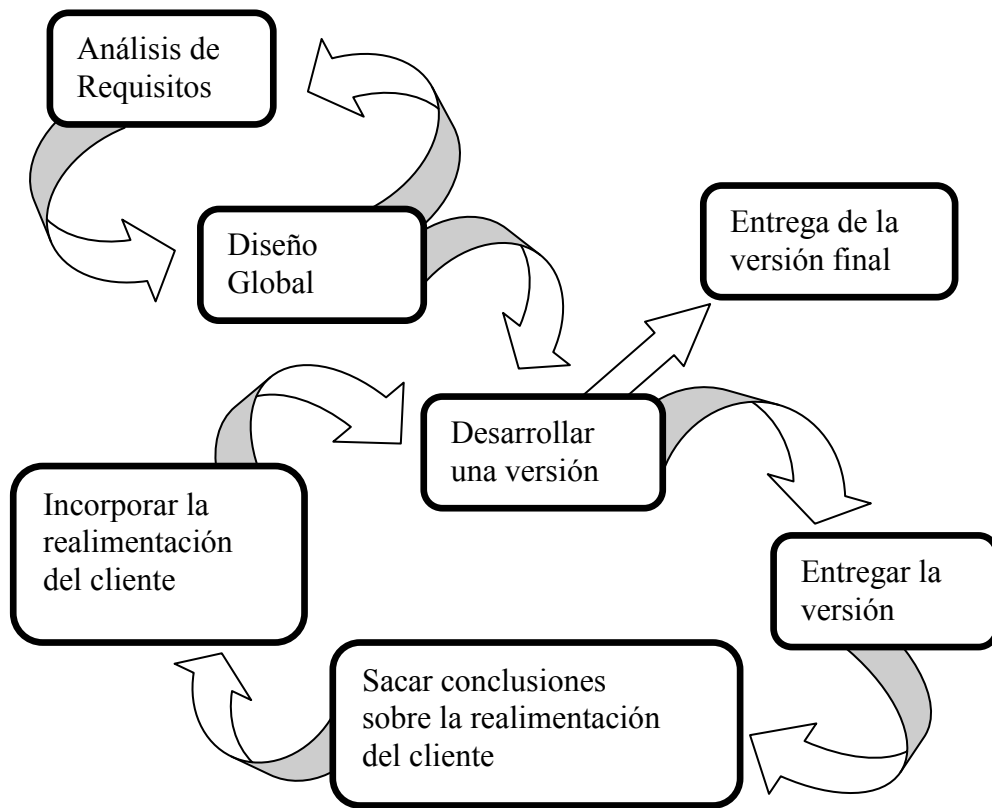 Análisis de
Requisitos
Diseño
Global
Entrega de la
versión final
Desarrollar
una versión
Incorporar la
realimentación
del cliente
Entregar la
versión
Sacar conclusiones
sobre la realimentación
del cliente